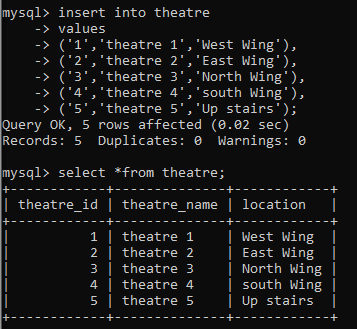 mysql> insert into theatre
    -> values
    -> ('1','theatre 1','West Wing'),
    -> ('2','theatre 2','East Wing'),
    -> ('3','theatre 3','North Wing'),
    -> ('4','theatre 4','south Wing'),
    -> ('5','theatre 5','Up stairs');
Query OK, 5 rows affected (0.02 sec)
Records: 5  Duplicates: 0  Warnings: 0

mysql> select *from theatre;
+------------+--------------+------------+
| theatre_id | theatre_name | location   |
+------------+--------------+------------+
|          1 | theatre 1    | West Wing  |
|          2 | theatre 2    | East Wing  |
|          3 | theatre 3    | North Wing |
|          4 | theatre 4    | south Wing |
|          5 | theatre 5    | Up stairs  |
+------------+--------------+------------+